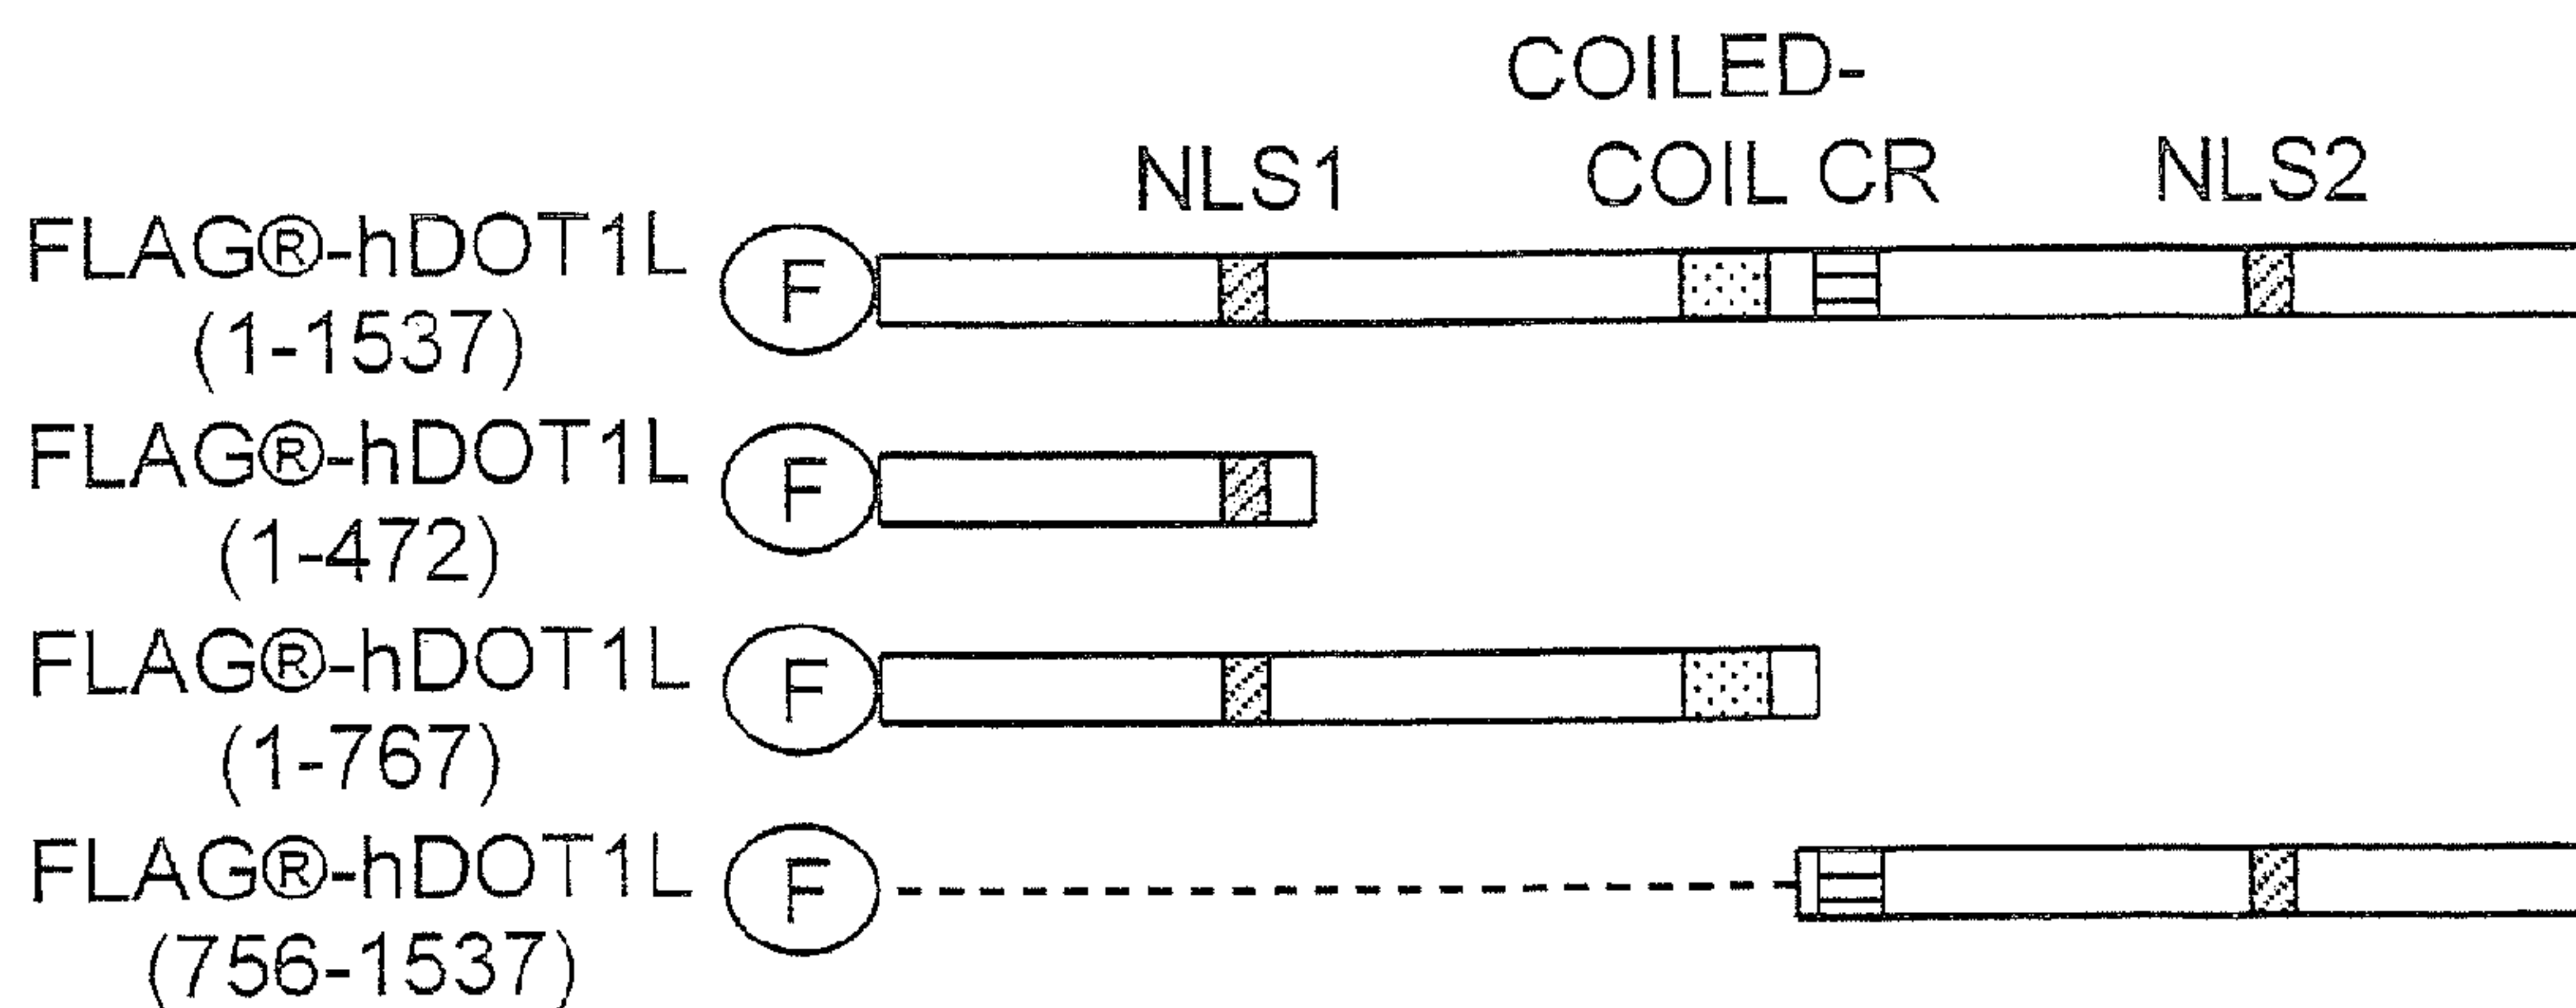 COILED-
NLS1 COIL CR NLS2
FLAG®-hDOT1L F
(1-1537)
FLAG®-hDOT1L F
(1-472)
FLAG®-hDOT1L F
(1-767)
FLAG®-hDOT1L F
(756-1537)